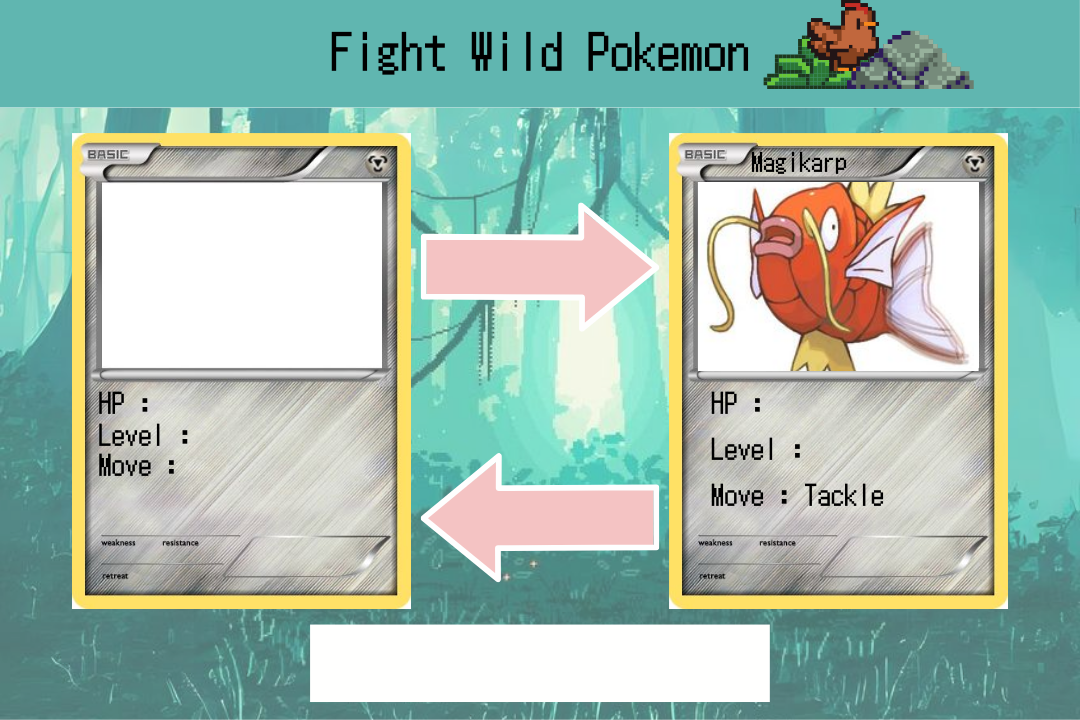 Fight Wild Pokemon
BASIC
HP :
Level :
Move :
weakness resistance
retreat
BASIC
Magikarp
HP :
Level :
Move : Tackle
weakness resistance
retreat